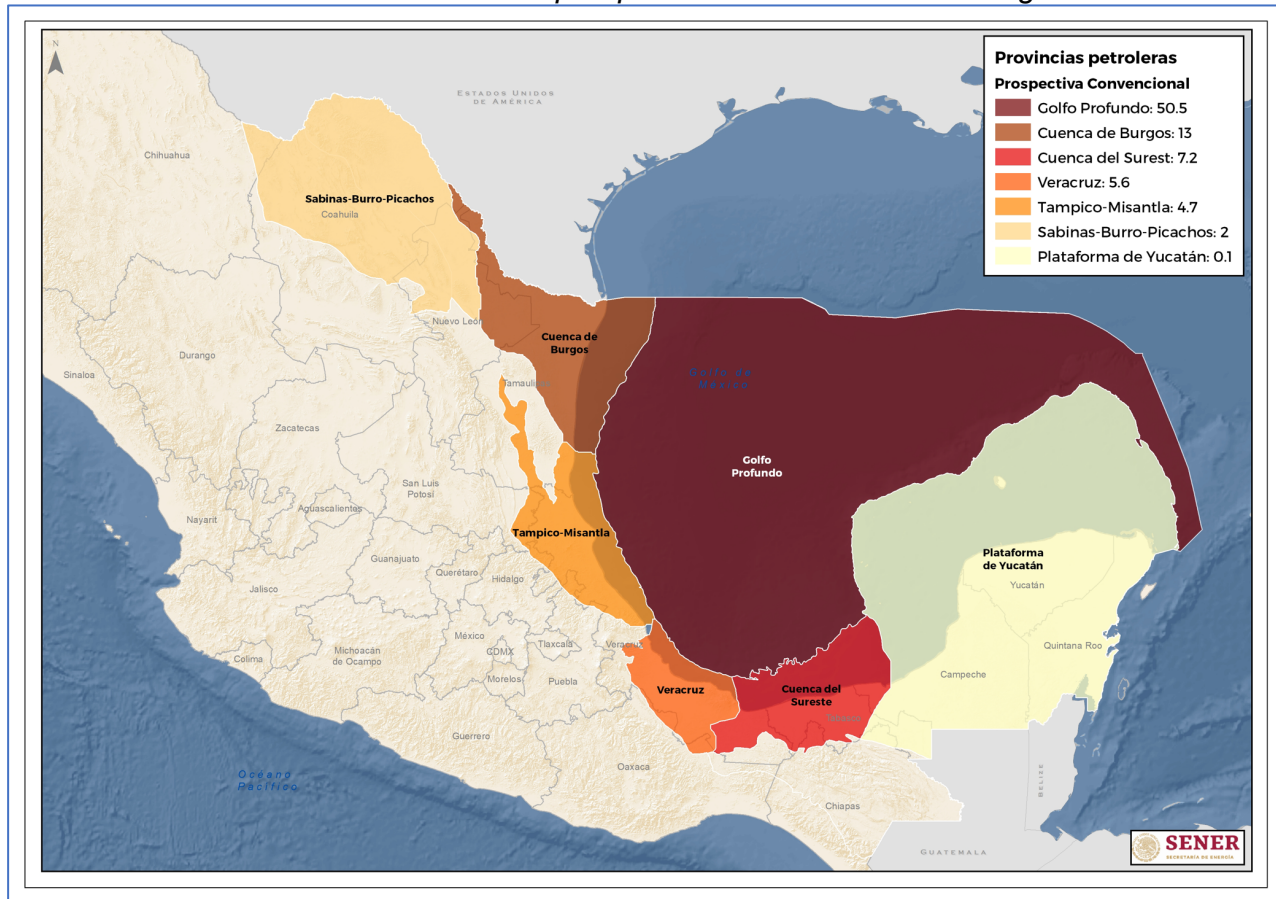 N
Provincias petroleras
Prospectiva Convencional
Golfo Profundo: 50.5
Cuenca de Burgos: 13
Cuenca del Surest: 7.2
Veracruz: 5.6
Tampico-Misantla: 4.7
Sabinas-Burro-Picachos: 2
Plataforma de Yucatán: 0.1
ESTADOS UNIDOS
DE AMÉRICA
Chihuahua
Sabinas-Burro-Picachos
Coahuila
Nuevo León
Cuenca de
Burgos
Durango
Sinaloa
Tamaulipas
Golfo de
México
Zacatecas
Golfo
Profundo
San Luis
Potosí
Aguascalientes
Nayarit
Tampico-Misantla
Guanajuato
Querétaro
Hidalgo
Plataforma
de Yucatán
Yucatán
Jalisco
México
CDMX
Tlaxcala
Veracruz
Quintana Roo
Michoacán
de Ocampo
Colima
Morelos
Puebla
Campeche
Veracruz
Cuenca del
Sureste
Tabasco
Guerrero
Oaxaca
Océano
Pacífico
Chiapas
BELIZE
GUATEMALA
SENER
SECRETARÍA DE ENERGÍA